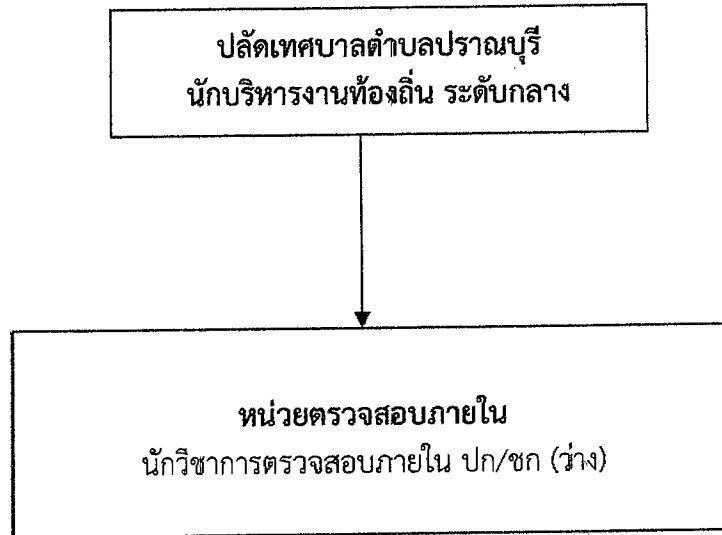 ปลัดเทศบาลตำบลปราณบุรี
นักบริหารงานท้องถิ่น ระดับกลาง
หน่วยตรวจสอบภายใน
นักวิชาการตรวจสอบภายใน ปก/ชก (ว่าง)